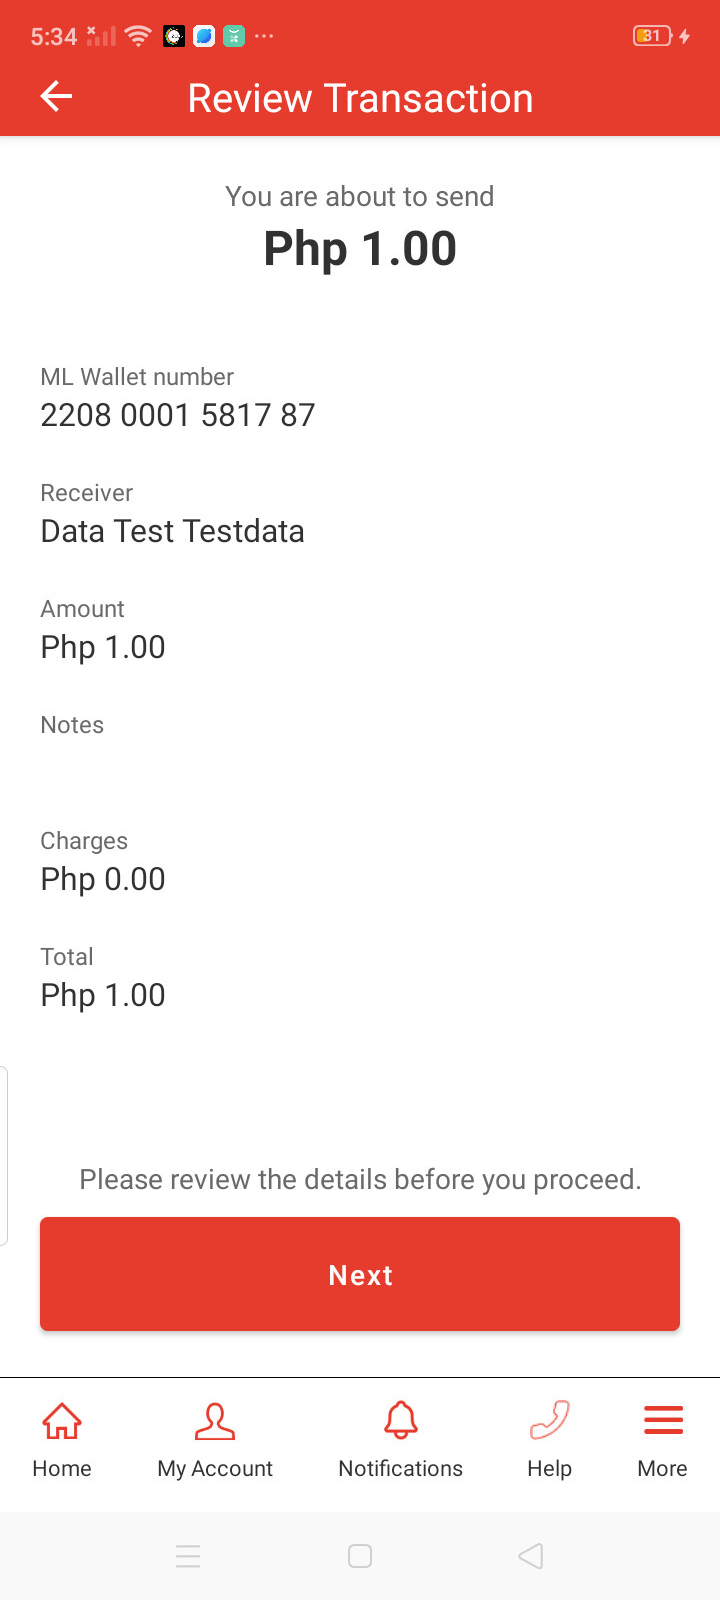 5:34
31
Review Transaction
You are about to send
Php 1.00
ML Wallet number
2208 0001 5817 87
Receiver
Data Test Testdata
Amount
Php 1.00
Notes
Charges
Php 0.00
Total
Php 1.00
Please review the details before you proceed.
Next
Home
My Account
Notifications
Help
More